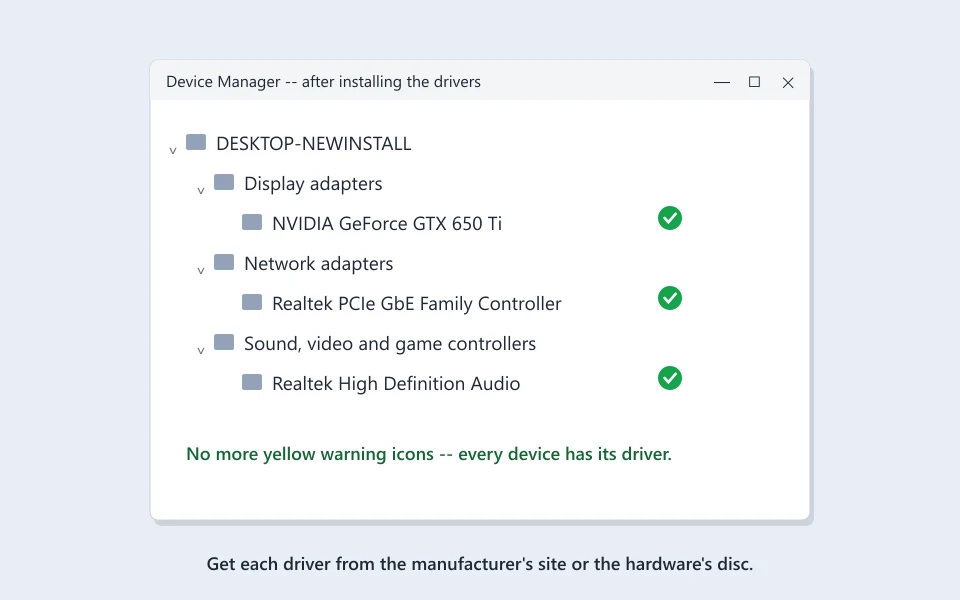 Device Manager -- after installing the drivers
DESKTOP-NEWINSTALL
Display adapters
NVIDIA GeForce GTX 650 Ti
Network adapters
Realtek PCIe GbE Family Controller
Sound, video and game controllers
Realtek High Definition Audio
No more yellow warning icons -- every device has its driver.
Get each driver from the manufacturer's site or the hardware's disc.